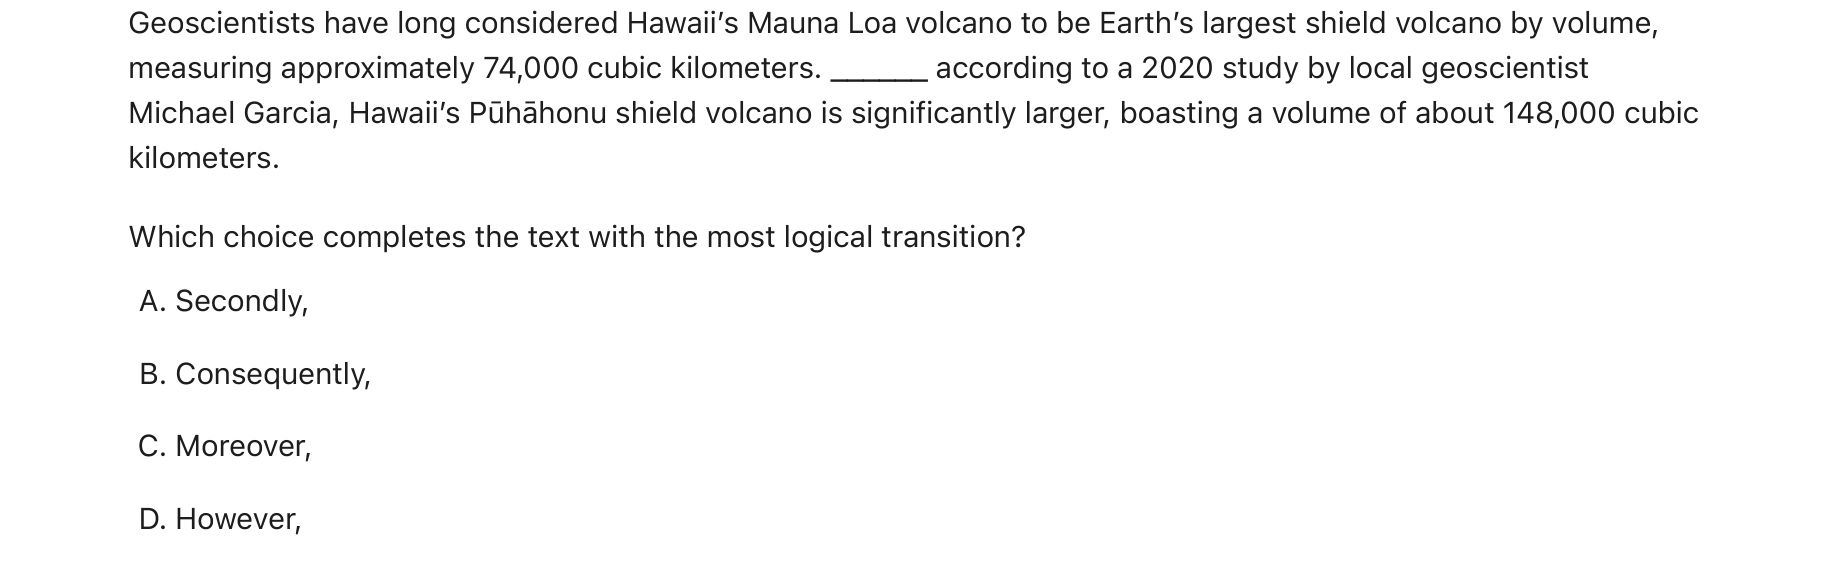 Geoscientists have long considered Hawaii’s Mauna Loa volcano to be Earth’s largest shield volcano by volume,
measuring approximately 74,000 cubic kilometers. ______ according to a 2020 study by local geoscientist
Michael Garcia, Hawaii’s Pūhāhonu shield volcano is significantly larger, boasting a volume of about 148,000 cubic
kilometers.
Which choice completes the text with the most logical transition?
A. Secondly,
B. Consequently,
C. Moreover,
D. However,